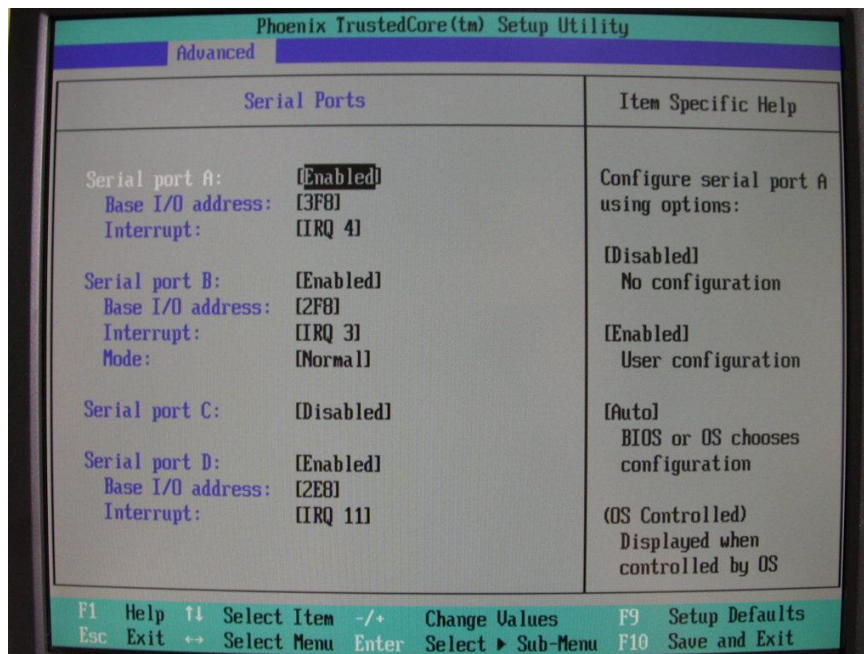 Phoenix TrustedCore(tm) Setup Utility
Advanced
Serial Ports
Item Specific Help
Serial port A: [Enabled]
Base I/O address: [3F8]
Interrupt: [IRQ 4]
Serial port B: [Enabled]
Base I/O address: [2F8]
Interrupt: [IRQ 3]
Mode: [Normal]
Serial port C: [Disabled]
Serial port D: [Enabled]
Base I/O address: [2E8]
Interrupt: [IRQ 11]
Configure serial port A
using options:
[Disabled]
No configuration
[Enabled]
User configuration
[Auto]
BIOS or OS chooses
configuration
(OS Controlled)
Displayed when
controlled by OS
F1 Help ↑↓ Select Item -/+ Change Values F9 Setup Defaults
Esc Exit ↔ Select Menu Enter Select ▶ Sub-Menu F10 Save and Exit